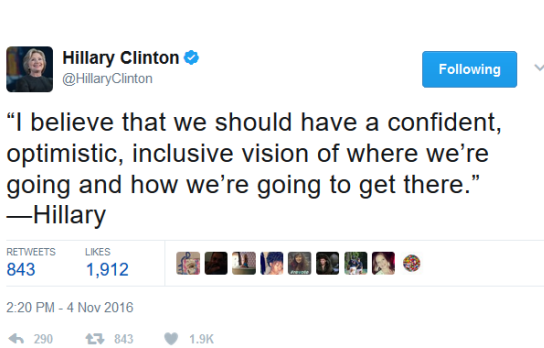 Hillary Clinton
@HillaryClinton
Following
“I believe that we should have a confident,
optimistic, inclusive vision of where we’re
going and how we’re going to get there.”
—Hillary
RETWEETS LIKES
843 1,912
2:20 PM - 4 Nov 2016
290 843 1.9K